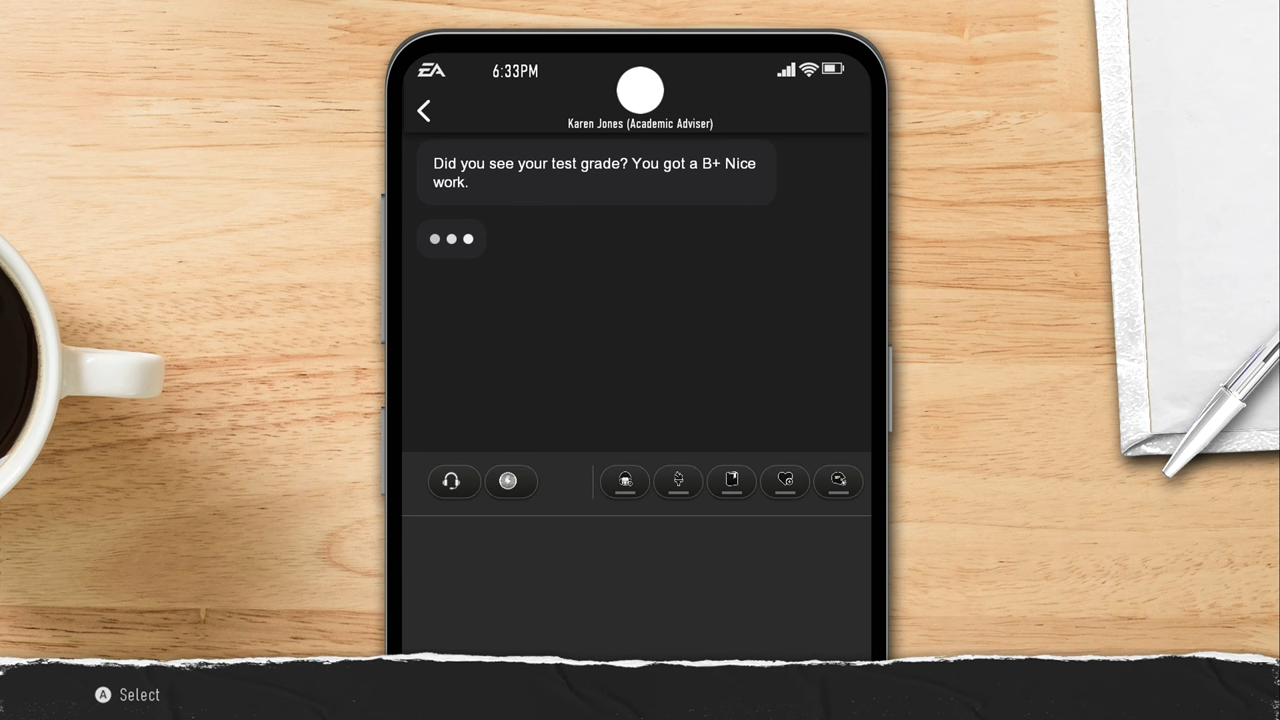 EA
6:33PM
Karen Jones (Academic Adviser)
Did you see your test grade? You got a B+ Nice
work.
A Select